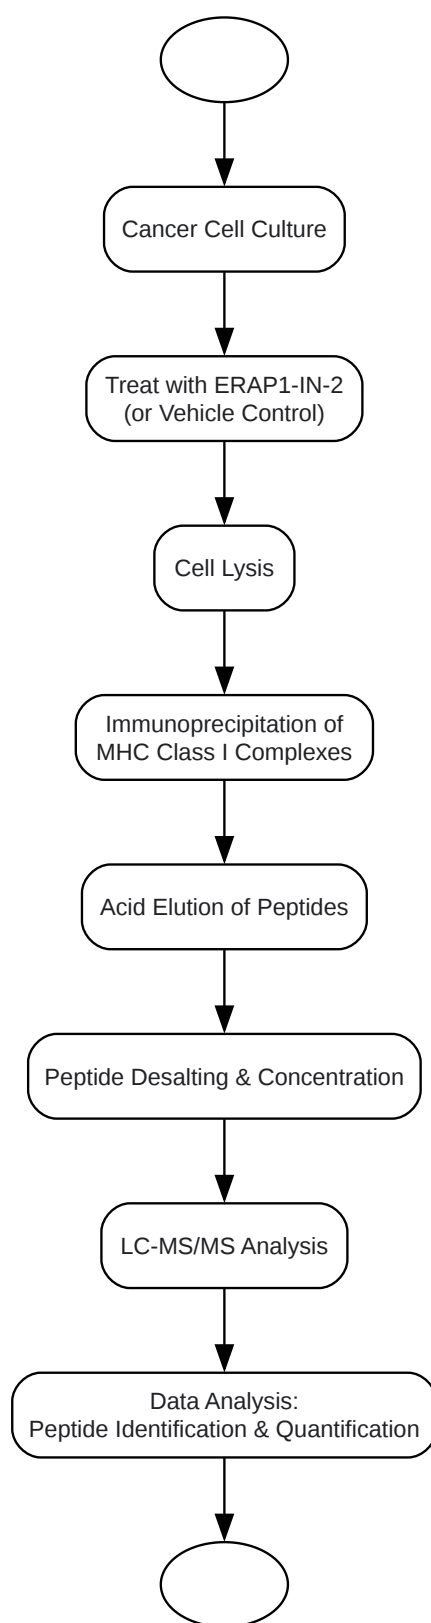 Cancer Cell Culture
Treat with ERAP1-IN-2
(or Vehicle Control)
Cell Lysis
Immunoprecipitation of
MHC Class I Complexes
Acid Elution of Peptides
Peptide Desalting & Concentration
LC-MS/MS Analysis
Data Analysis:
Peptide Identification & Quantification